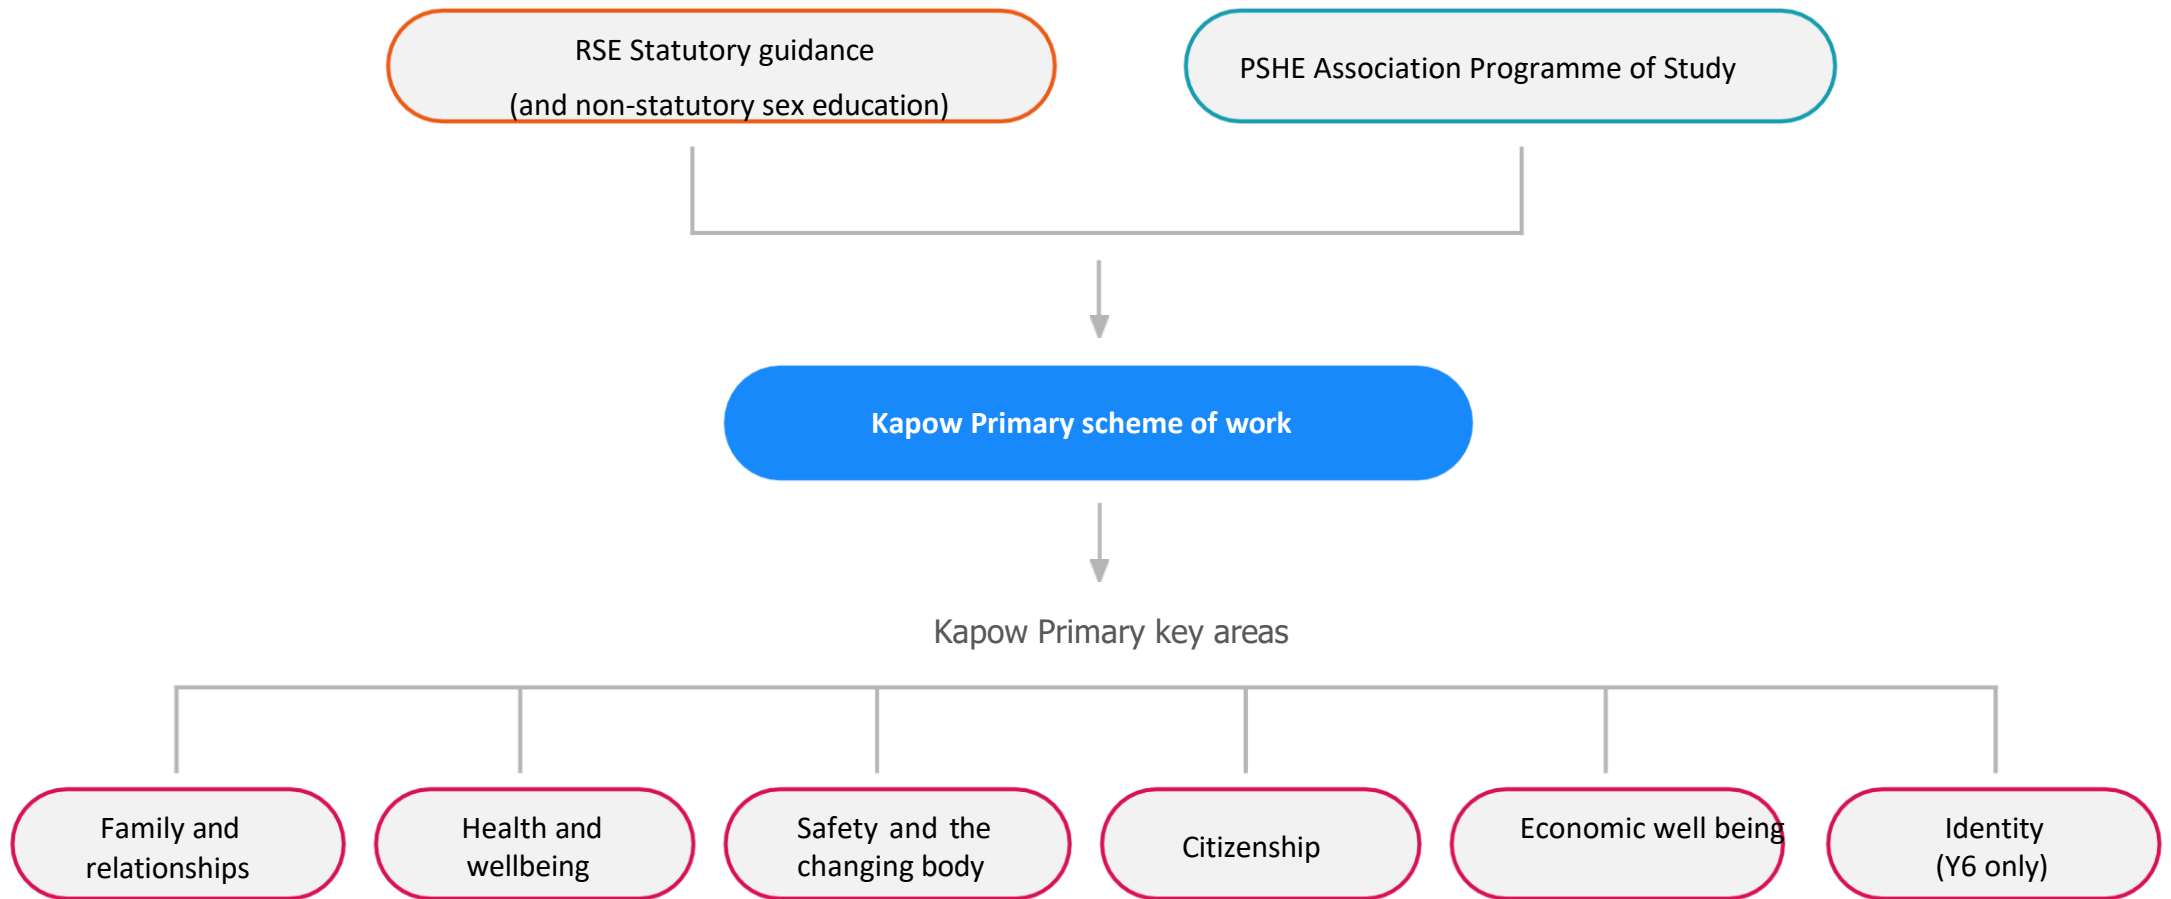 RSE Statutory guidance
(and non-statutory sex education)
PSHE Association Programme of Study
Kapow Primary scheme of work
Kapow Primary key areas
Family and
relationships
Health and
wellbeing
Safety and the
changing body
Citizenship
Economic well being
Identity
(Y6 only)